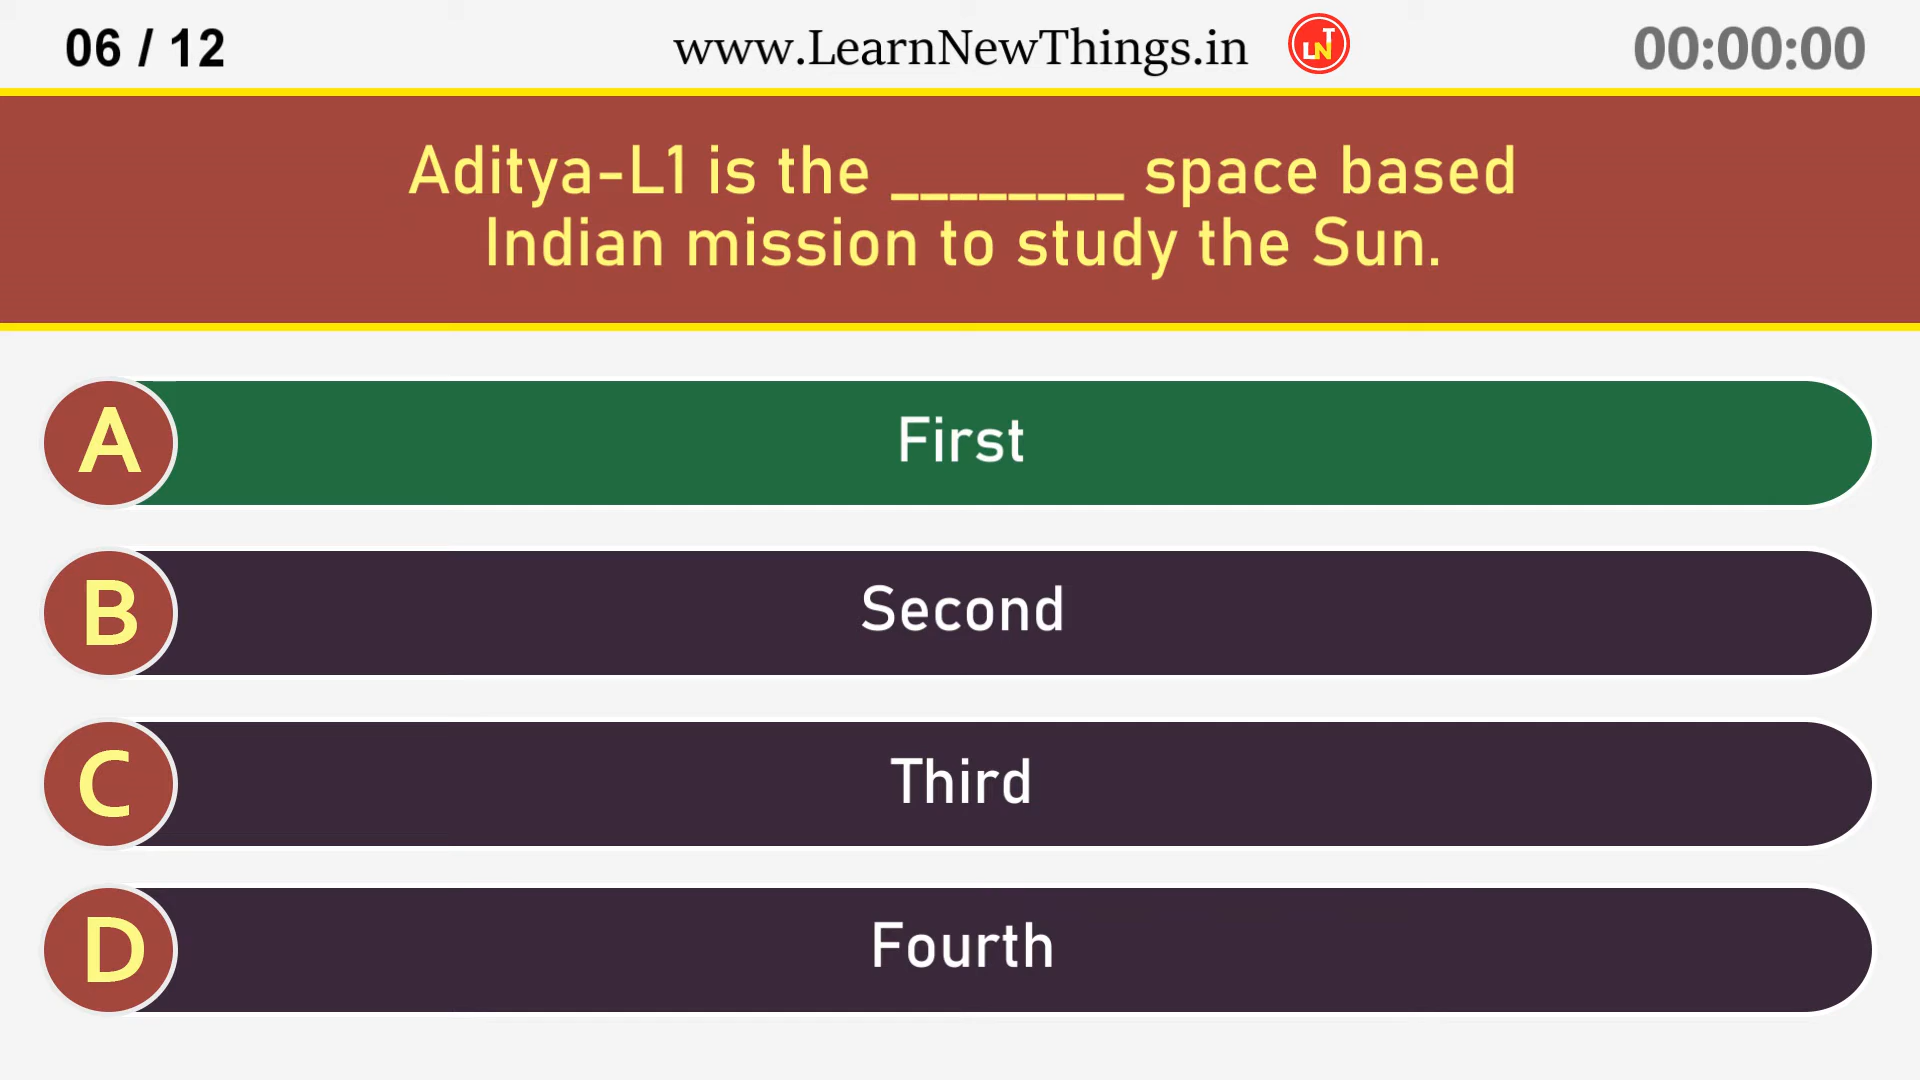 06 / 12
www.LearnNewThings.in
LNT
00:00:00
Aditya-L1 is the ________ space based
Indian mission to study the Sun.
A
First
B
Second
C
Third
D
Fourth